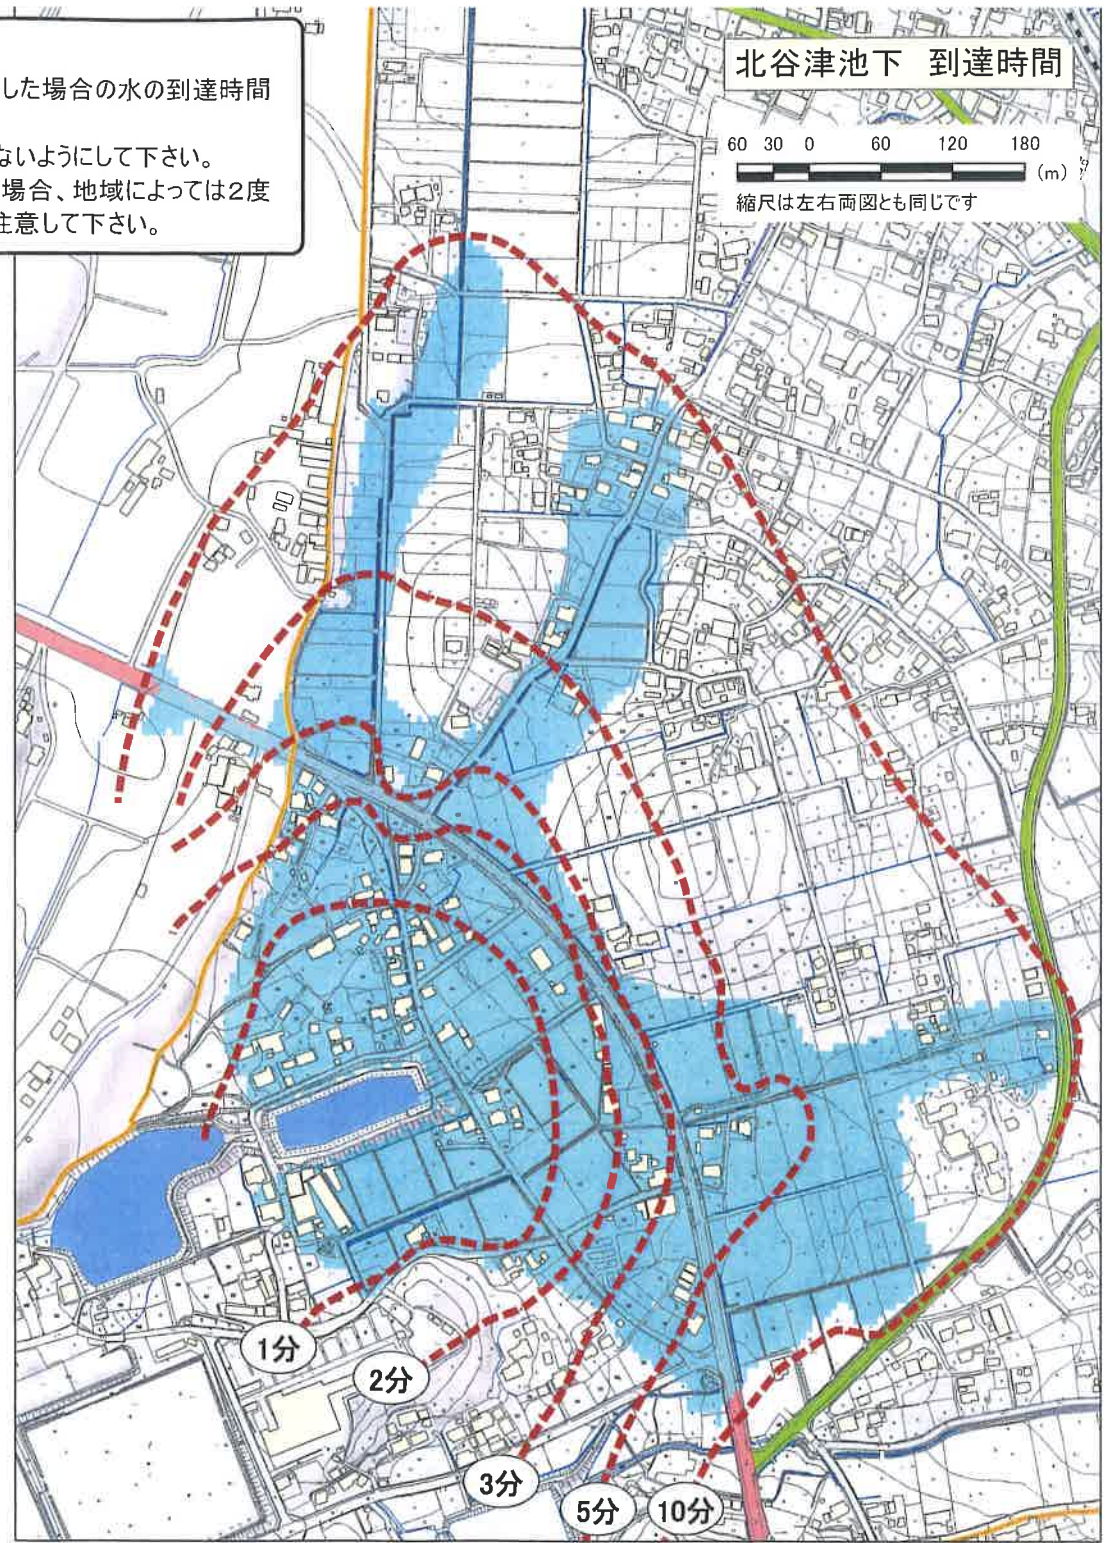 した場合の水の到達時間
ないようにして下さい。
場合、地域によっては２度
注意して下さい。
北谷津池下 到達時間
60 30 0 60 120 180
(m)
縮尺は左右両図とも同じです
1分
2分
3分
5分
10分